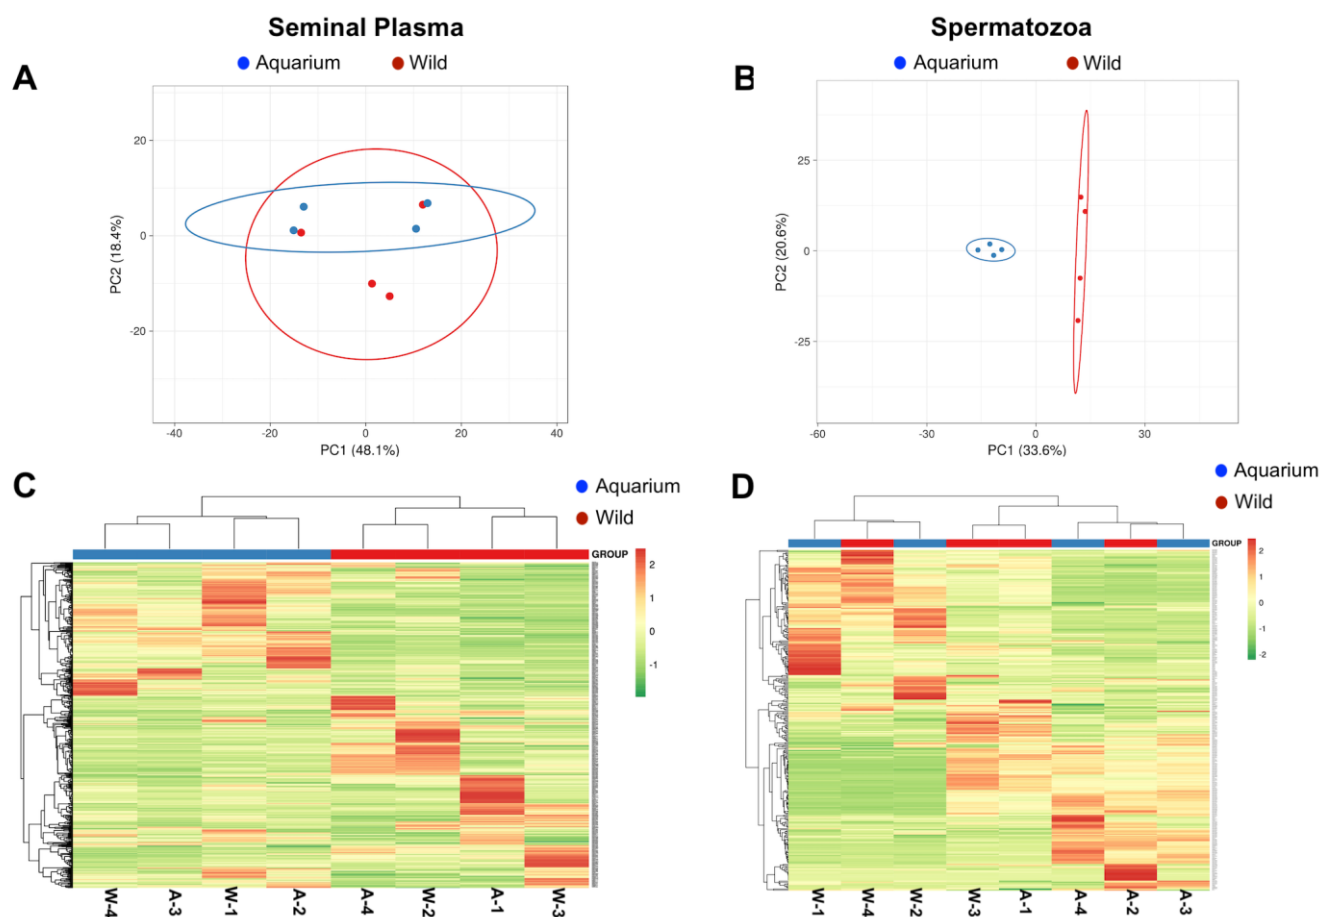 Seminal Plasma
Spermatozoa
A
Aquarium
Wild
B
Aquarium
Wild
20
0
-20
PC2 (18.4%)
-40
-20
0
20
40
PC1 (48.1%)
25
0
-25
PC2 (20.6%)
-60
-30
0
30
PC1 (33.6%)
C
Aquarium
Wild
GROUP
2
1
0
-1
W-4
A-3
W-1
A-2
A-4
W-2
A-1
W-3
D
Aquarium
Wild
GROUP
2
1
0
-1
-2
W-1
W-4
W-2
W-3
A-1
A-4
A-2
A-3